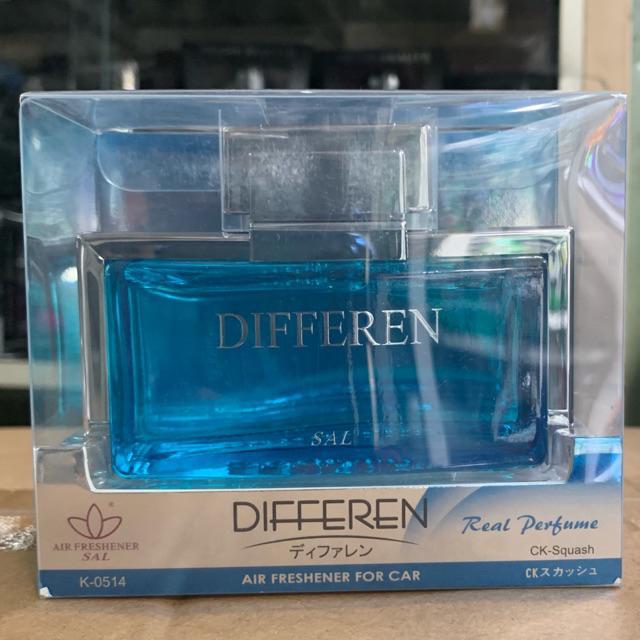 DIFFEREN
SAL
DIFFEREN
ディファレン
Real Perfume
CK-Squash
®
AIR FRESHENER
SAL
K-0514
AIR FRESHENER FOR CAR
CKスカッシュ